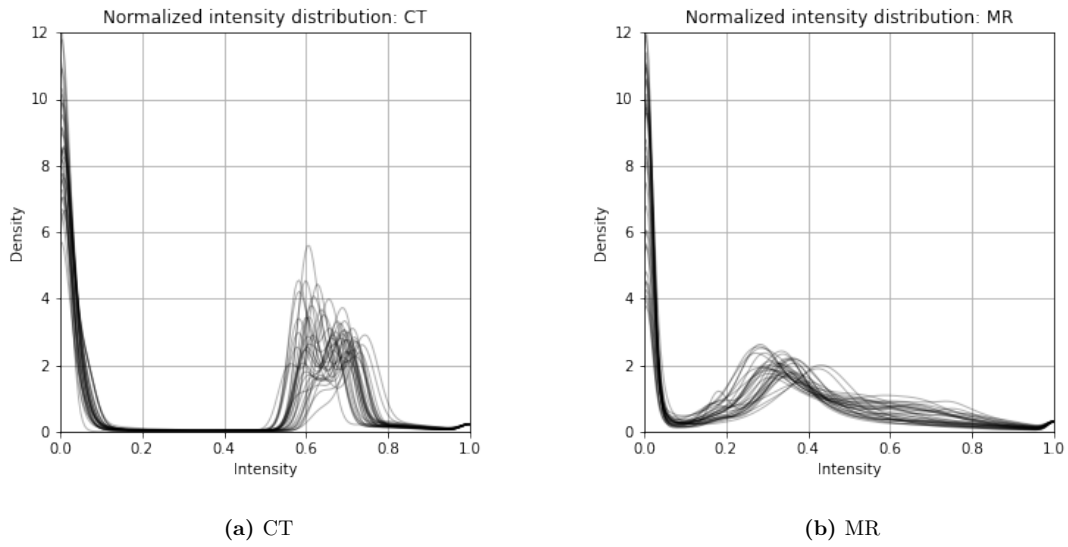 Normalized intensity distribution: CT
12
10
8
6
4
2
0
Density
0.0 0.2 0.4 0.6 0.8 1.0
Intensity
(a) CT
Normalized intensity distribution: MR
12
10
8
6
4
2
0
Density
0.0 0.2 0.4 0.6 0.8 1.0
Intensity
(b) MR